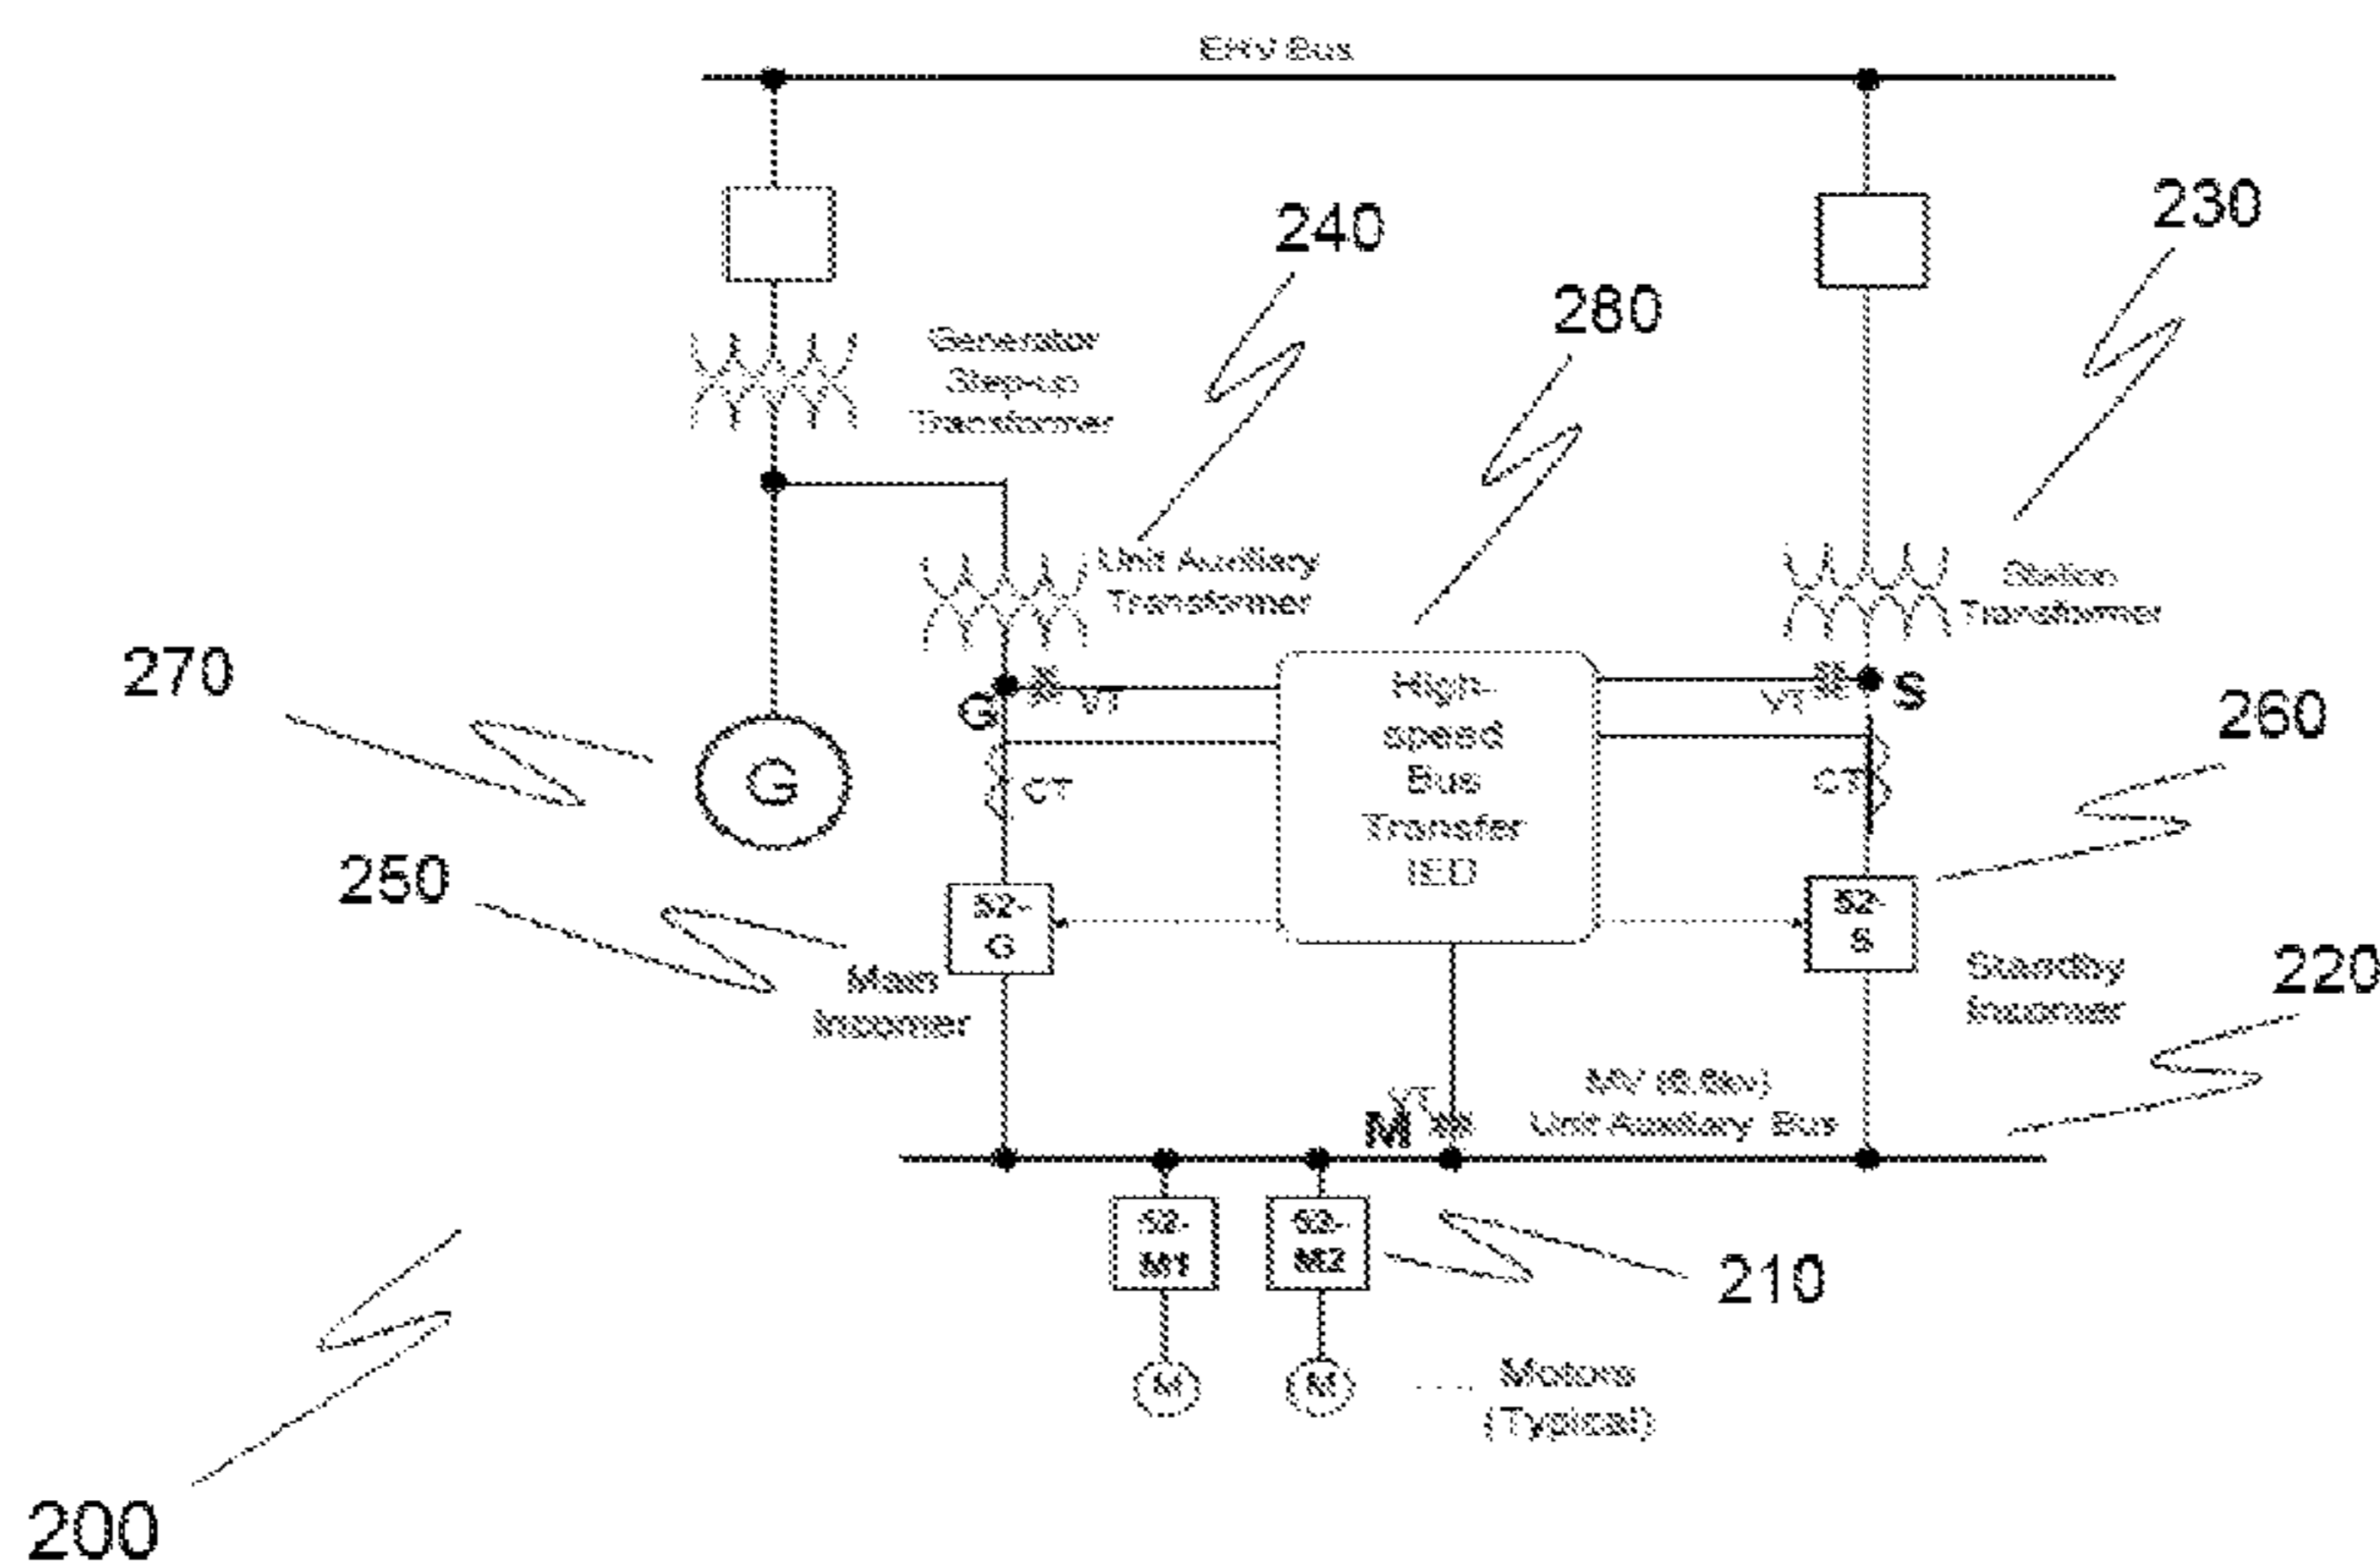 EHV Bus
230
240
280
Generator
Step-up
Transformer
Unit Auxiliary
Transformer
Station
Transformer
270
High-
speed
Bus
Transfer
IED
G
VT
VT
S
260
G
CT
CT
250
52-
G
52-
S
Main
Incomer
Standby
Incomer
220
MV (6.6kv)
Unit Auxiliary Bus
VT
M
52-
M1
52-
M2
210
M
M
Motors
(Typical)
200